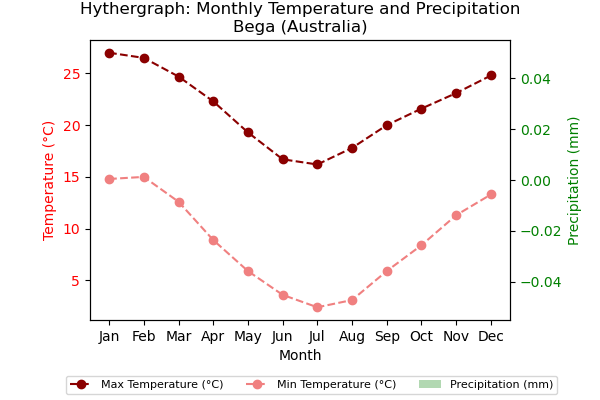 Hythergraph: Monthly Temperature and Precipitation
Bega (Australia)
Temperature (°C)
25
20
15
10
5
0.04
0.02
0.00
−0.02
−0.04
Precipitation (mm)
Jan Feb Mar Apr May Jun Jul Aug Sep Oct Nov Dec
Month
Max Temperature (°C) Min Temperature (°C) Precipitation (mm)